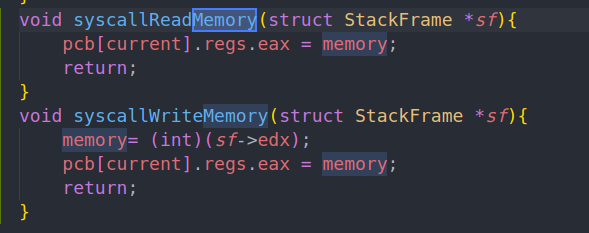 void syscallReadMemory(struct StackFrame *sf){
    pcb[current].regs.eax = memory;
    return;
}
void syscallWriteMemory(struct StackFrame *sf){
    memory= (int)(sf->edx);
    pcb[current].regs.eax = memory;
    return;
}